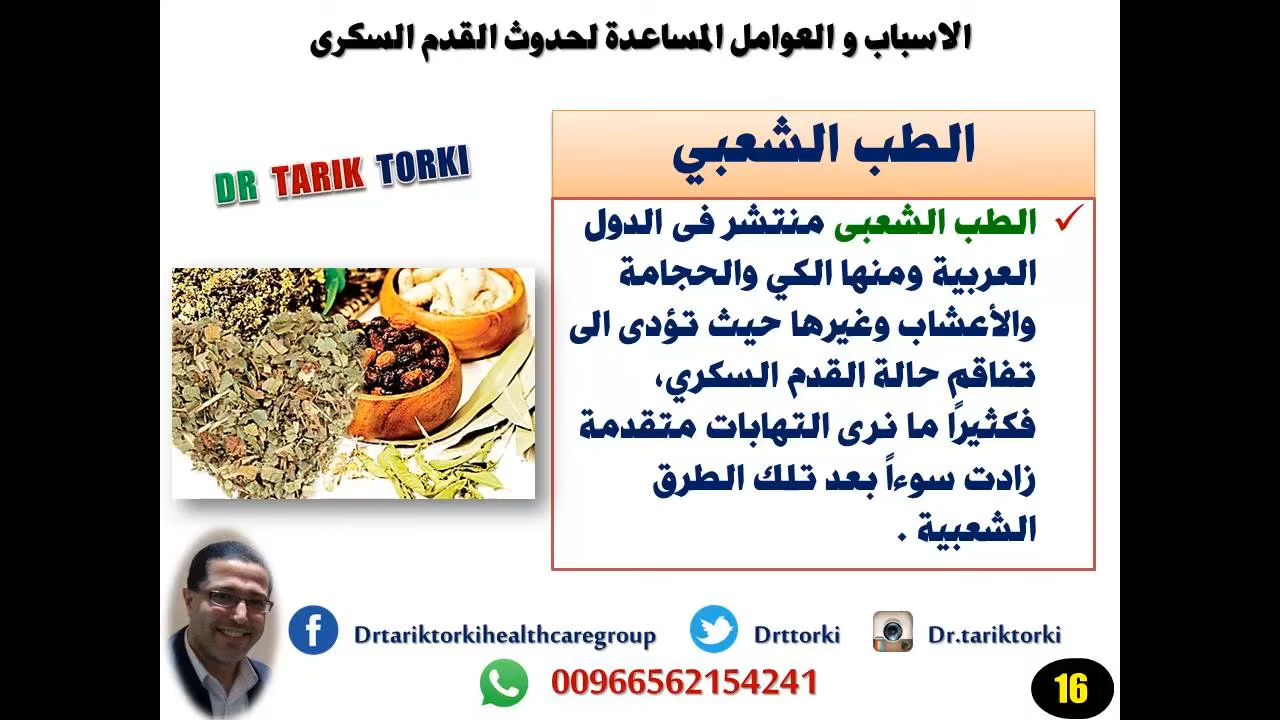 الاسباب و العوامل المساعدة لحدوث القدم السكرى
الطب الشعبي
DR TARIK TORKI
الطب الشعبى منتشر فى الدول
العربية ومنها الكي والحجامة
والأعشاب وغيرها حيث تؤدى الى
تفاقم حالة القدم السكري،
فكثيرًا ما نرى التهابات متقدمة
زادت سوءاً بعد تلك الطرق
الشعبية .
Drtariktorkihealthcaregroup
Drttorki
Dr.tariktorki
00966562154241
16